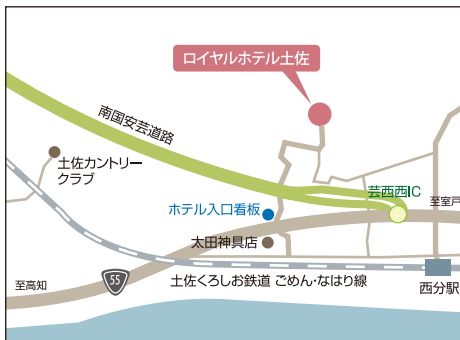 ロイヤルホテル土佐
南国安芸道路
土佐カントリー
クラブ
芸西西IC
至室戸
ホテル入口看板
太田神具店
至高知
55
土佐くろしお鉄道 ごめん・なはり線
西分駅